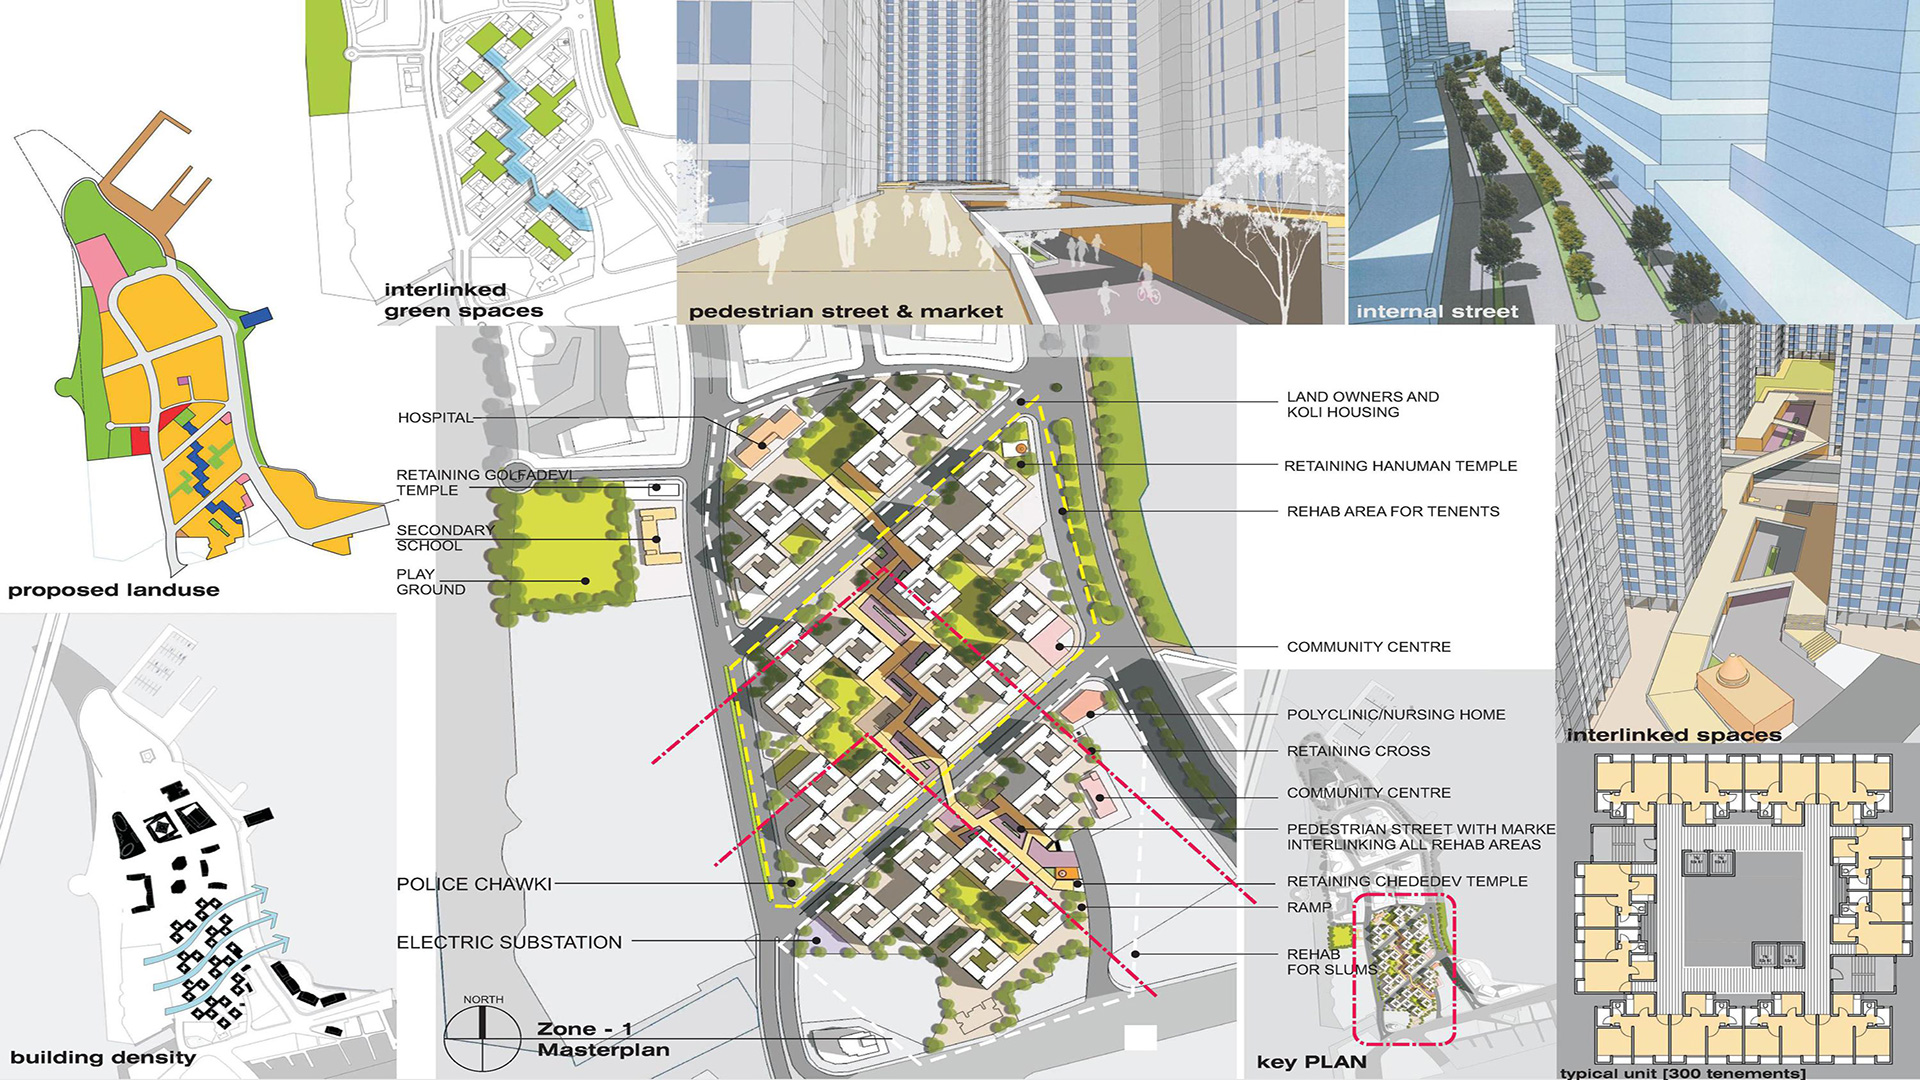 interlinked
green spaces
pedestrian street & market
internal street
proposed landuse
HOSPITAL
RETAINING GOLFADEVI
TEMPLE
SECONDARY
SCHOOL
PLAY
GROUND
POLICE CHAWKI
ELECTRIC SUBSTATION
LAND OWNERS AND
KOLI HOUSING
RETAINING HANUMAN TEMPLE
REHAB AREA FOR TENENTS
COMMUNITY CENTRE
POLYCLINIC/NURSING HOME
RETAINING CROSS
COMMUNITY CENTRE
PEDESTRIAN STREET WITH MARKE
INTERLINKING ALL REHAB AREAS
RETAINING CHEDEDEV TEMPLE
RAMP
REHAB
FOR SLUMS
interlinked spaces
building density
NORTH
Zone - 1
Masterplan
key PLAN
typical unit [300 tenements]